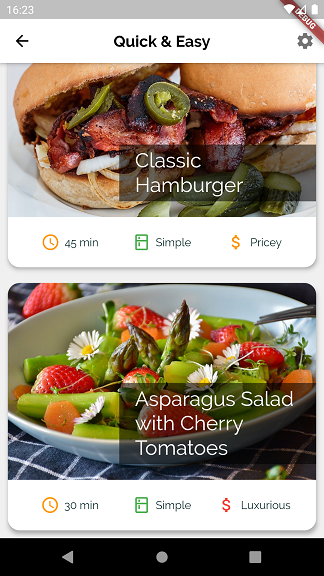 16:23
DEBUG
Quick & Easy
Classic
Hamburger
45 min
Simple
Pricey
Asparagus Salad
with Cherry
Tomatoes
30 min
Simple
Luxurious